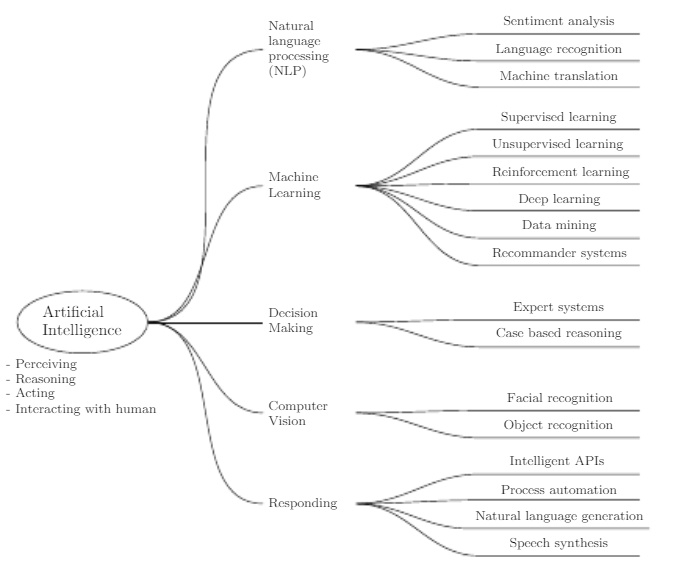 Natural
language
processing
(NLP)
Sentiment analysis
Language recognition
Machine translation
Machine
Learning
Supervised learning
Unsupervised learning
Reinforcement learning
Deep learning
Data mining
Recommander systems
Artificial
Intelligence
- Perceiving
- Reasoning
- Acting
- Interacting with human
Decision
Making
Expert systems
Case based reasoning
Computer
Vision
Facial recognition
Object recognition
Responding
Intelligent APIs
Process automation
Natural language generation
Speech synthesis